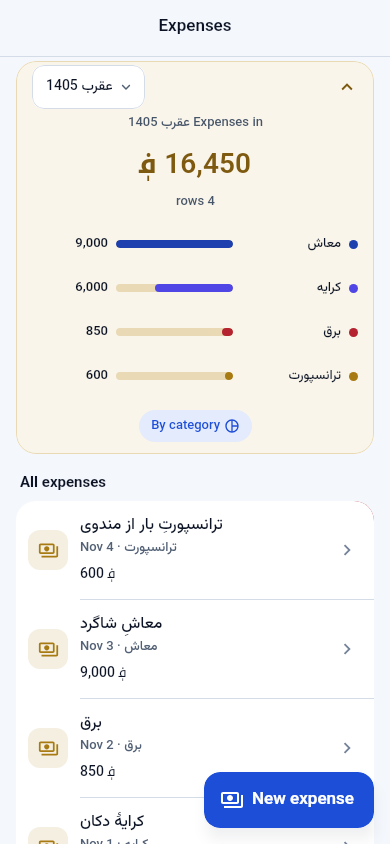 Expenses
عقرب 1405
Expenses in عقرب 1405
16,450 ؋
4 rows
معاش 9,000
کرایه 6,000
برق 850
ترانسپورت 600
By category
All expenses
ترانسپورتِ بار از مندوی
Nov 4 · ترانسپورت
600 ؋
معاشِ شاگرد
Nov 3 · معاش
9,000 ؋
برق
Nov 2 · برق
850 ؋
کرایهٔ دکان
Nov 1 · کرایه
New expense